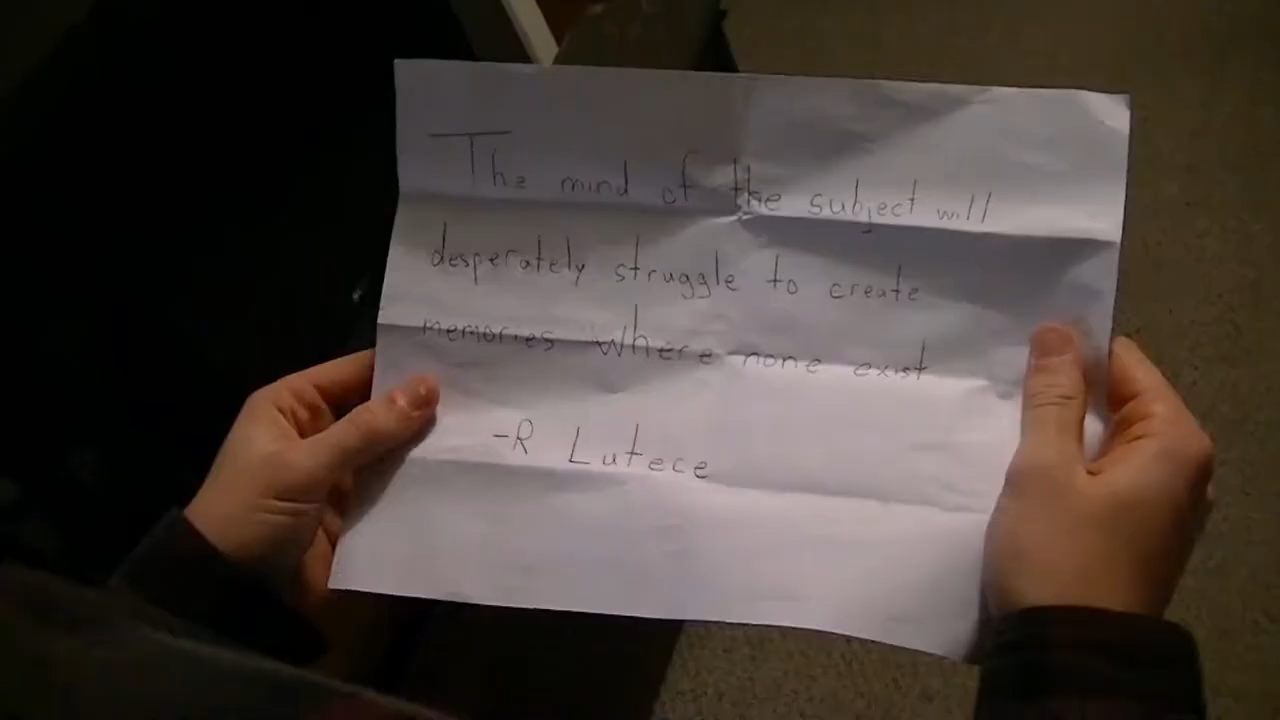 The mind of the subject will
desperately struggle to create
memories where none exist
-R Lutece